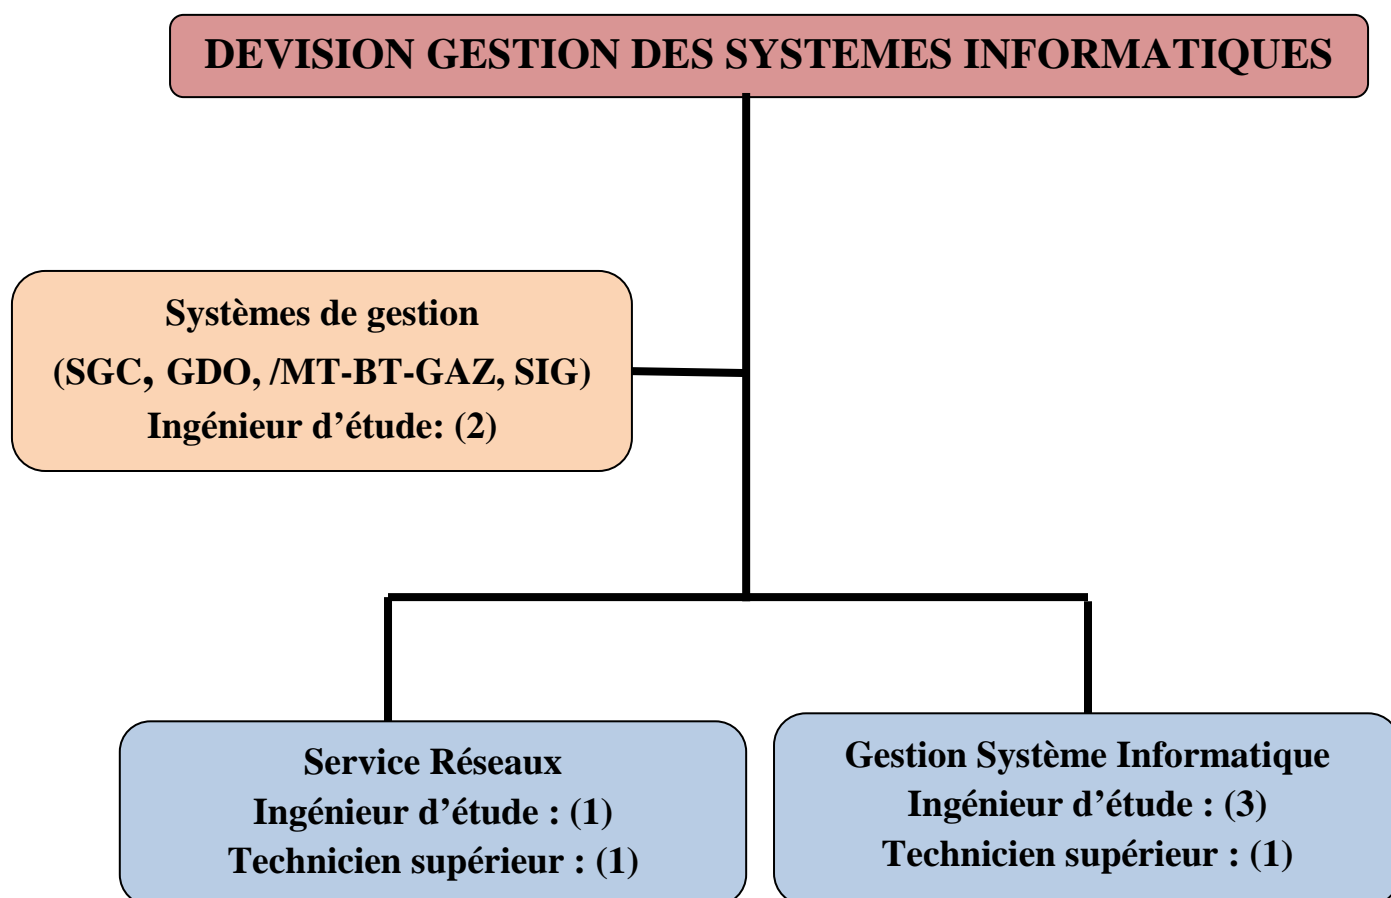 DEVISION GESTION DES SYSTEMES INFORMATIQUES
Systèmes de gestion
(SGC, GDO, /MT-BT-GAZ, SIG)
Ingénieur d’étude: (2)
Service Réseaux
Ingénieur d’étude : (1)
Technicien supérieur : (1)
Gestion Système Informatique
Ingénieur d’étude : (3)
Technicien supérieur : (1)